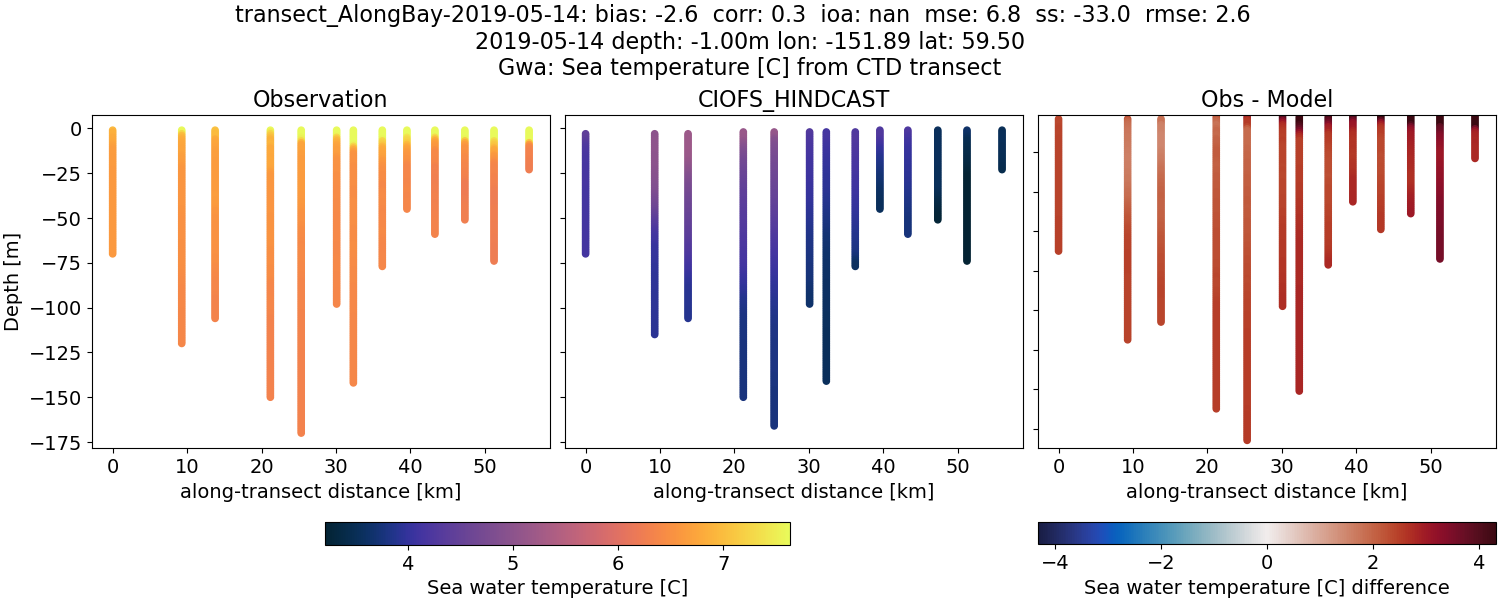 transect_AlongBay-2019-05-14: bias: -2.6 corr: 0.3 ioa: nan mse: 6.8 ss: -33.0 rmse: 2.6
2019-05-14 depth: -1.00m lon: -151.89 lat: 59.50
Gwa: Sea temperature [C] from CTD transect
Observation
CIOFS_HINDCAST
Obs - Model
Depth [m]
0
−25
−50
−75
−100
−125
−150
−175
0 10 20 30 40 50
0 10 20 30 40 50
0 10 20 30 40 50
along-transect distance [km]
along-transect distance [km]
along-transect distance [km]
4 5 6 7
Sea water temperature [C]
−4 −2 0 2 4
Sea water temperature [C] difference